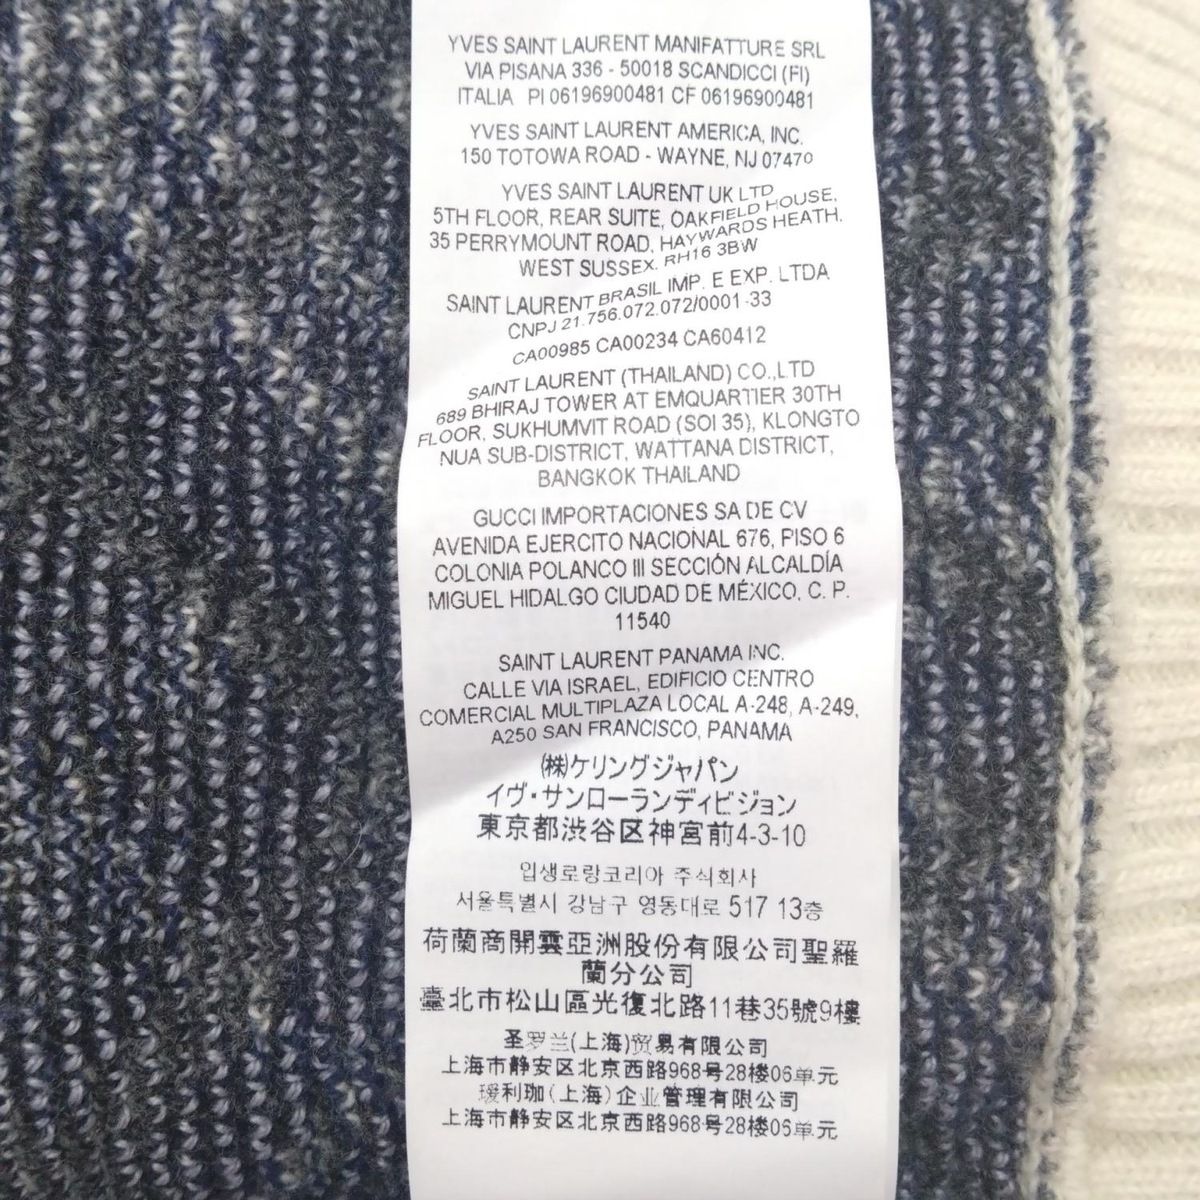 YVES SAINT LAURENT MANIFATTURE SRL
VIA PISANA 336 - 50018 SCANDICCI (FI)
ITALIA PI 06196900481 CF 06196900481
YVES SAINT LAURENT AMERICA, INC.
150 TOTOWA ROAD - WAYNE, NJ 07470
YVES SAINT LAURENT UK LTD
5TH FLOOR, REAR SUITE, OAKFIELD HOUSE,
35 PERRYMOUNT ROAD, HAYWARDS HEATH.
WEST SUSSEX. RH16 3BW
SAINT LAURENT BRASIL IMP. E EXP. LTDA
CNPJ 21.756.072.072/0001-33
CA00985 CA00234 CA60412
SAINT LAURENT (THAILAND) CO.,LTD
689 BHIRAJ TOWER AT EMQUARTIER 30TH
FLOOR, SUKHUMVIT ROAD (SOI 35), KLONGTO
NUA SUB-DISTRICT, WATTANA DISTRICT,
BANGKOK THAILAND
GUCCI IMPORTACIONES SA DE CV
AVENIDA EJERCITO NACIONAL 676, PISO 6
COLONIA POLANCO III SECCIÓN ALCALDÍA
MIGUEL HIDALGO CIUDAD DE MÉXICO, C. P.
11540
SAINT LAURENT PANAMA INC.
CALLE VIA ISRAEL, EDIFICIO CENTRO
COMERCIAL MULTIPLAZA LOCAL A-248, A-249,
A250 SAN FRANCISCO, PANAMA
(株)ケリングジャパン
イヴ・サンローランディビジョン
東京都渋谷区神宮前4-3-10
입생로랑코리아 주식회사
서울특별시 강남구 영동대로 517 13층
荷蘭商開雲亞洲股份有限公司聖羅
蘭分公司
臺北市松山區光復北路11巷35號9樓
圣罗兰(上海)贸易有限公司
上海市静安区北京西路968号28楼06单元
瑷利珈(上海)企业管理有限公司
上海市静安区北京西路968号28楼06单元